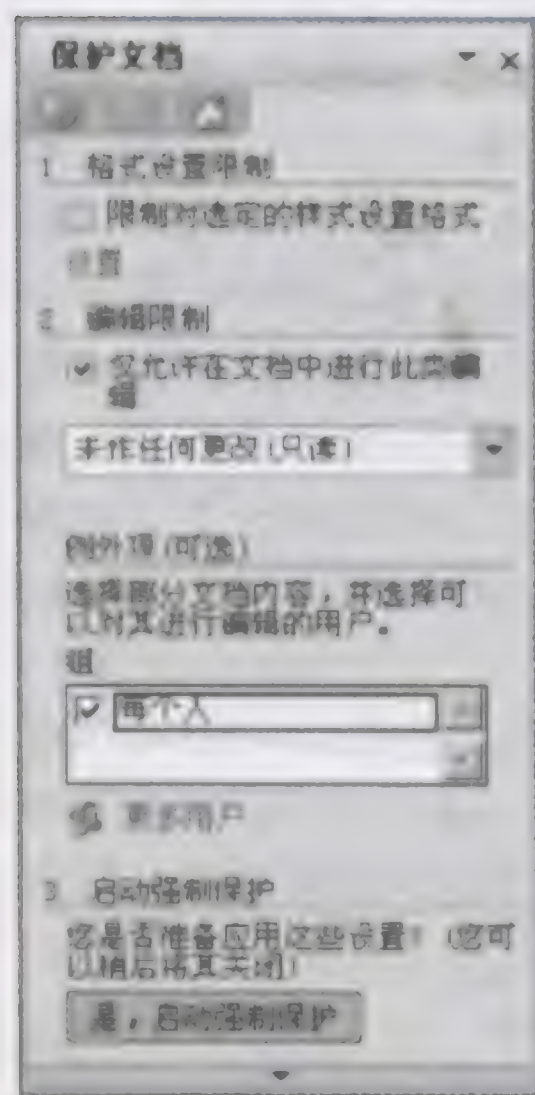 保护文档
1. 格式设置限制
限制对选定的样式设置格式
设置
2. 编辑限制
仅允许在文档中进行此类编
辑
未作任何更改(只读)
例外项(可选)
选择部分文档内容，并选择可
以对其进行编辑的用户。
组
每个人
更多用户
3. 启动强制保护
您是否准备应用这些设置? (您可
以稍后将其关闭)
是，启动强制保护